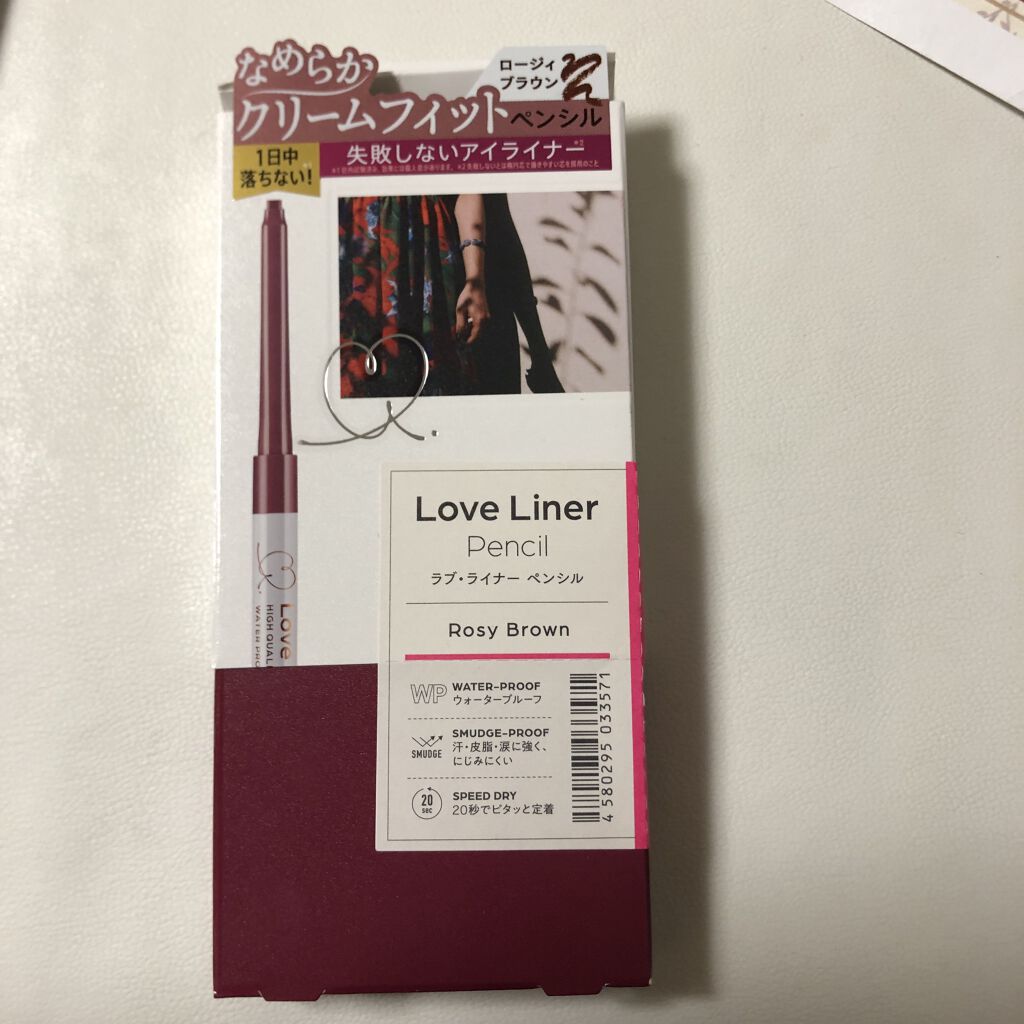 なめらか
クリームフィットペンシル
ロージィ
ブラウン
1日中
落ちない!
※1
失敗しないアイライナー
※2
Love Liner
Pencil
ラブ・ライナー ペンシル
Rosy Brown
WP
WATER-PROOF
ウォータープルーフ
SMUDGE
SMUDGE-PROOF
汗・皮脂・涙に強く、
にじみにくい
20
sec
SPEED DRY
20秒でピタッと定着
4 580295 033571
Love
HIGH QUAL
WATER PRO